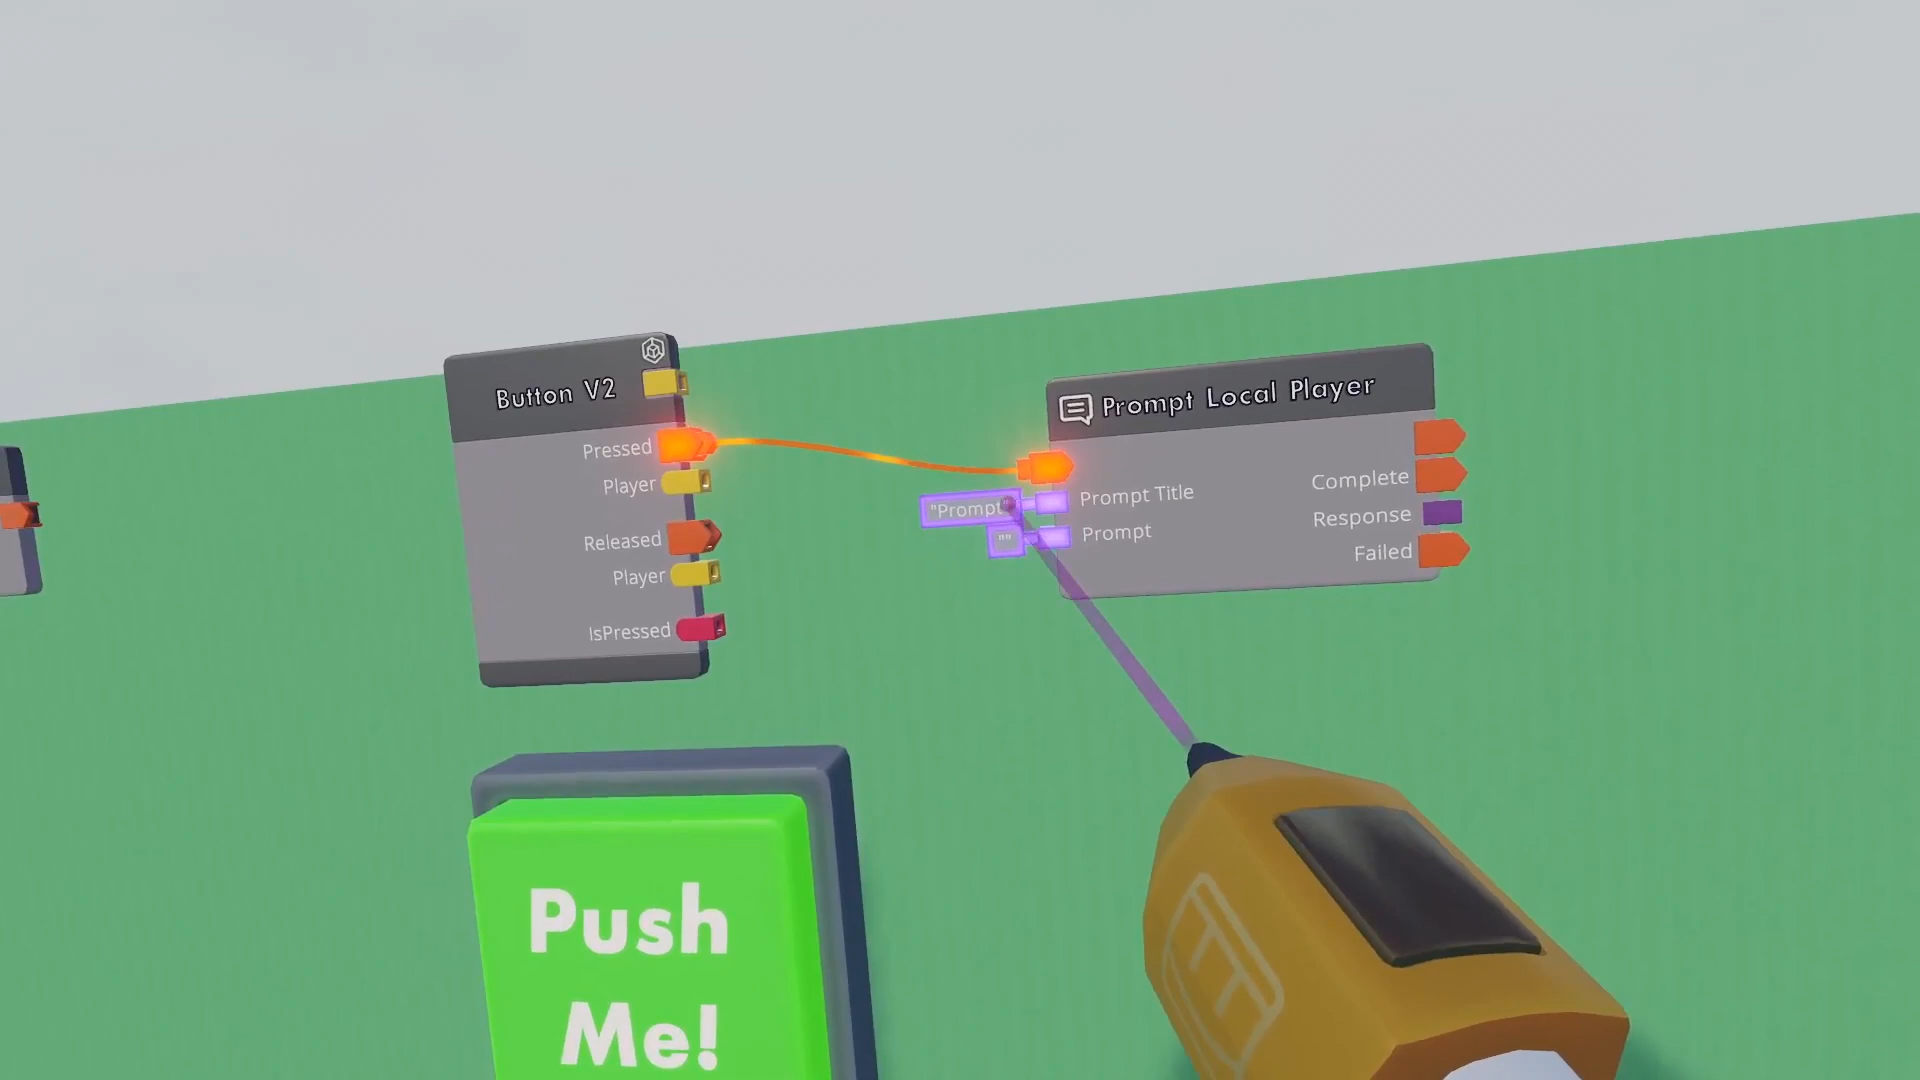 Button V2
Pressed
Player
Released
Player
IsPressed
Prompt Local Player
"Prompt"
""
Prompt Title
Prompt
Complete
Response
Failed
Push
Me!